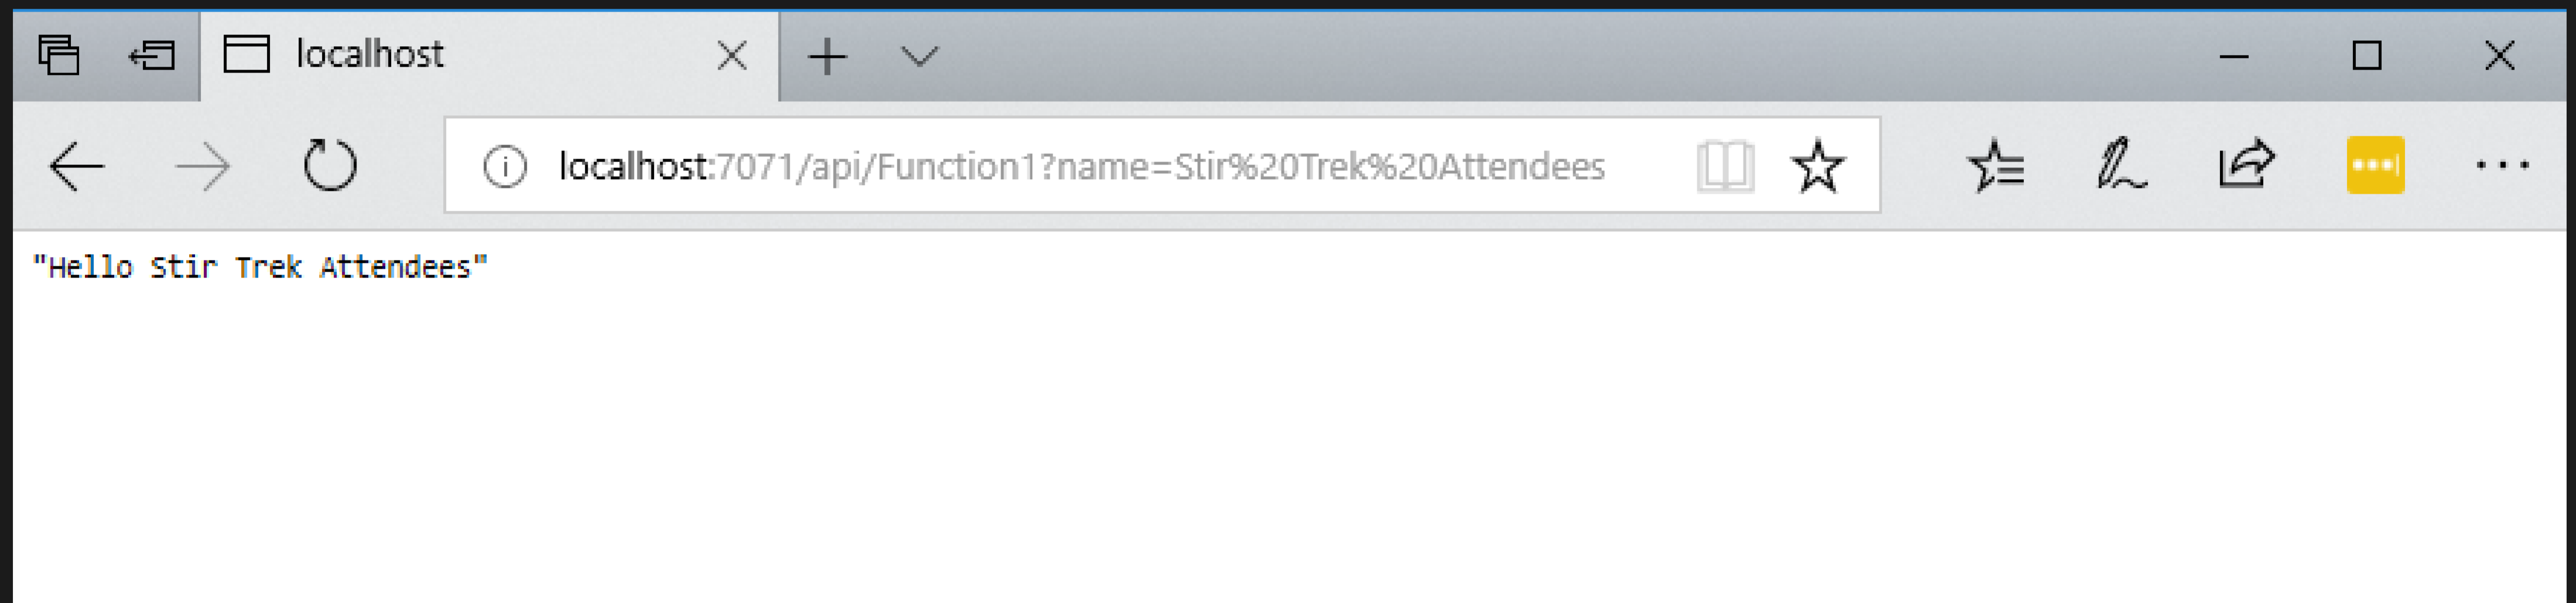 localhost
localhost:7071/api/Function1?name=Stir%20Trek%20Attendees
"Hello Stir Trek Attendees"